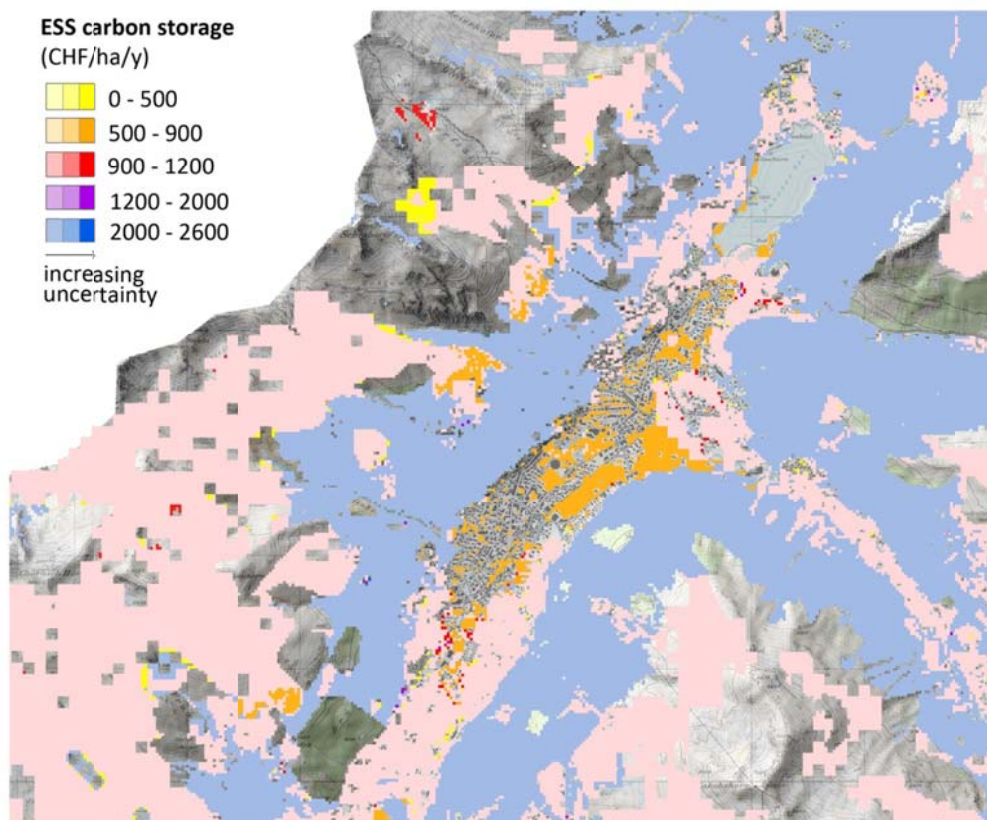 ESS carbon storage
(CHF/ha/y)
0 - 500
500 - 900
900 - 1200
1200 - 2000
2000 - 2600
increasing
uncertainty